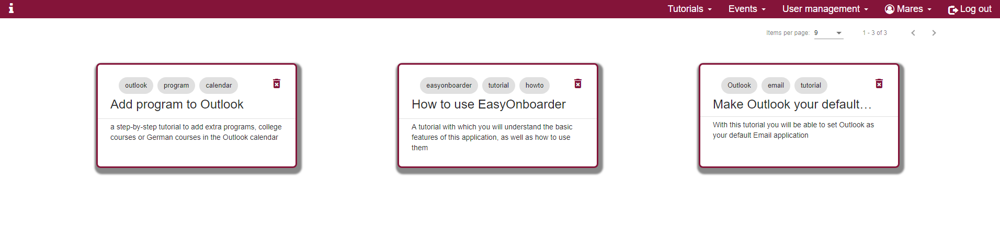 Tutorials Events User management Mares Log out
Items per page: 9 1 - 3 of 3
outlook program calendar
Add program to Outlook
a step-by-step tutorial to add extra programs, college
courses or German courses in the Outlook calendar
easyonboarder tutorial howto
How to use EasyOnboarder
A tutorial with which you will understand the basic
features of this application, as well as how to use
them
Outlook email tutorial
Make Outlook your default...
With this tutorial you will be able to set Outlook as
your default Email application